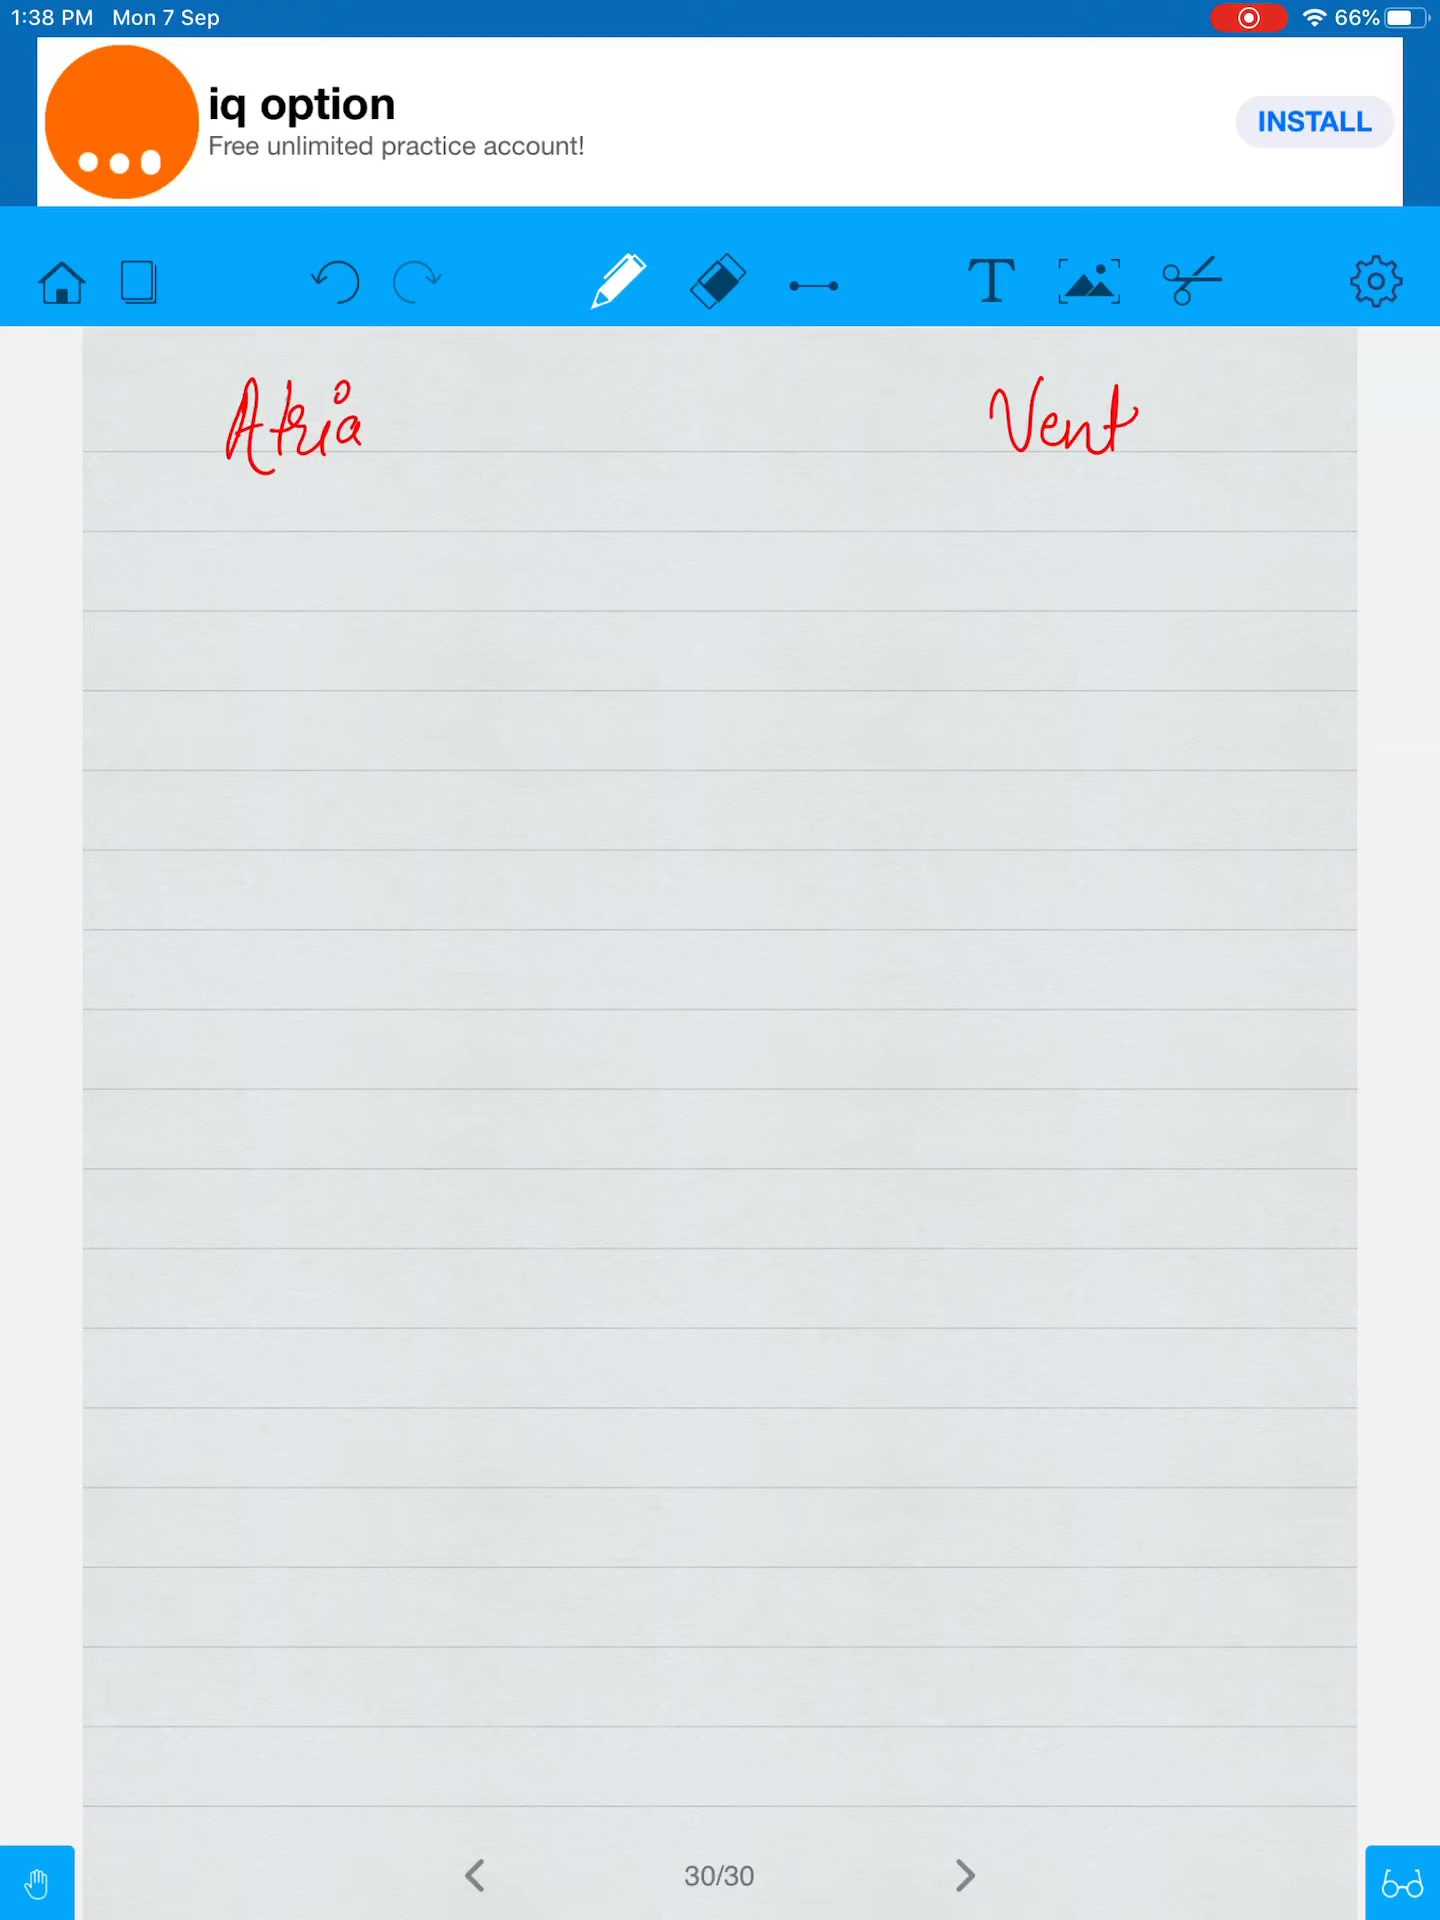 1:38 PM Mon 7 Sep 66%
iq option
Free unlimited practice account!
INSTALL
T
Atria Vent
30/30